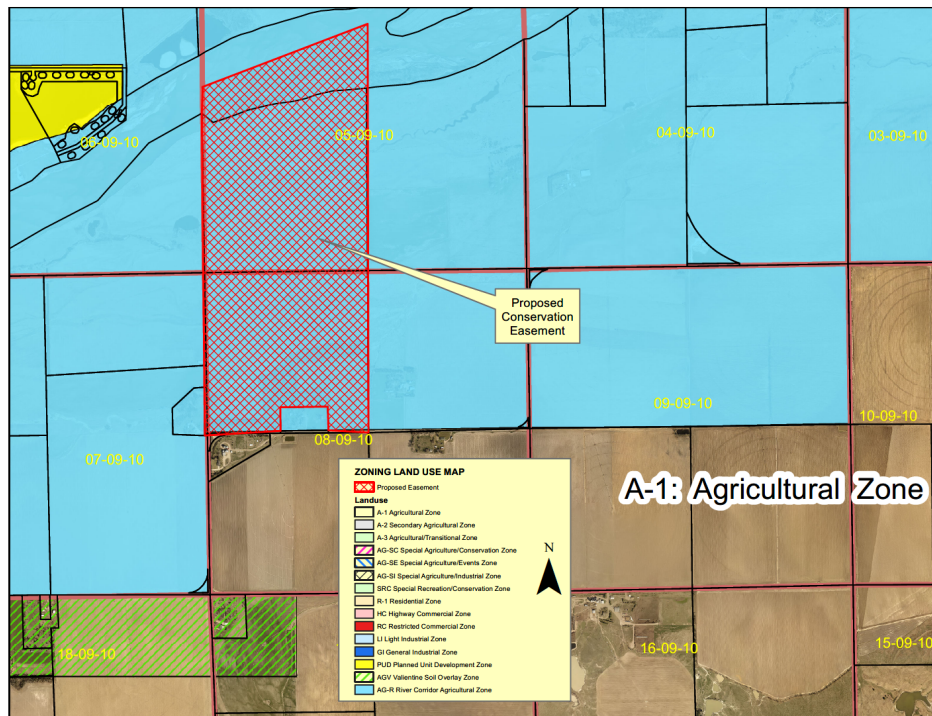 05-09-10
04-09-10
03-09-10
06-09-10
Proposed
Conservation
Easement
09-09-10
10-09-10
08-09-10
07-09-10
A-1: Agricultural Zone
ZONING LAND USE MAP
Proposed Easement
Landuse
A-1 Agricultural Zone
A-2 Secondary Agricultural Zone
A-3 Agricultural/Transitional Zone
AG-SC Special Agriculture/Conservation Zone
AG-SE Special Agriculture/Events Zone
AG-SI Special Agriculture/Industrial Zone
SRC Special Recreation/Conservation Zone
R-1 Residential Zone
HC Highway Commercial Zone
RC Restricted Commercial Zone
LI Light Industrial Zone
GI General Industrial Zone
PUD Planned Unit Development Zone
AGV Vallentine Soil Overlay Zone
AG-R River Corridor Agricultural Zone
N
18-09-10
16-09-10
15-09-10